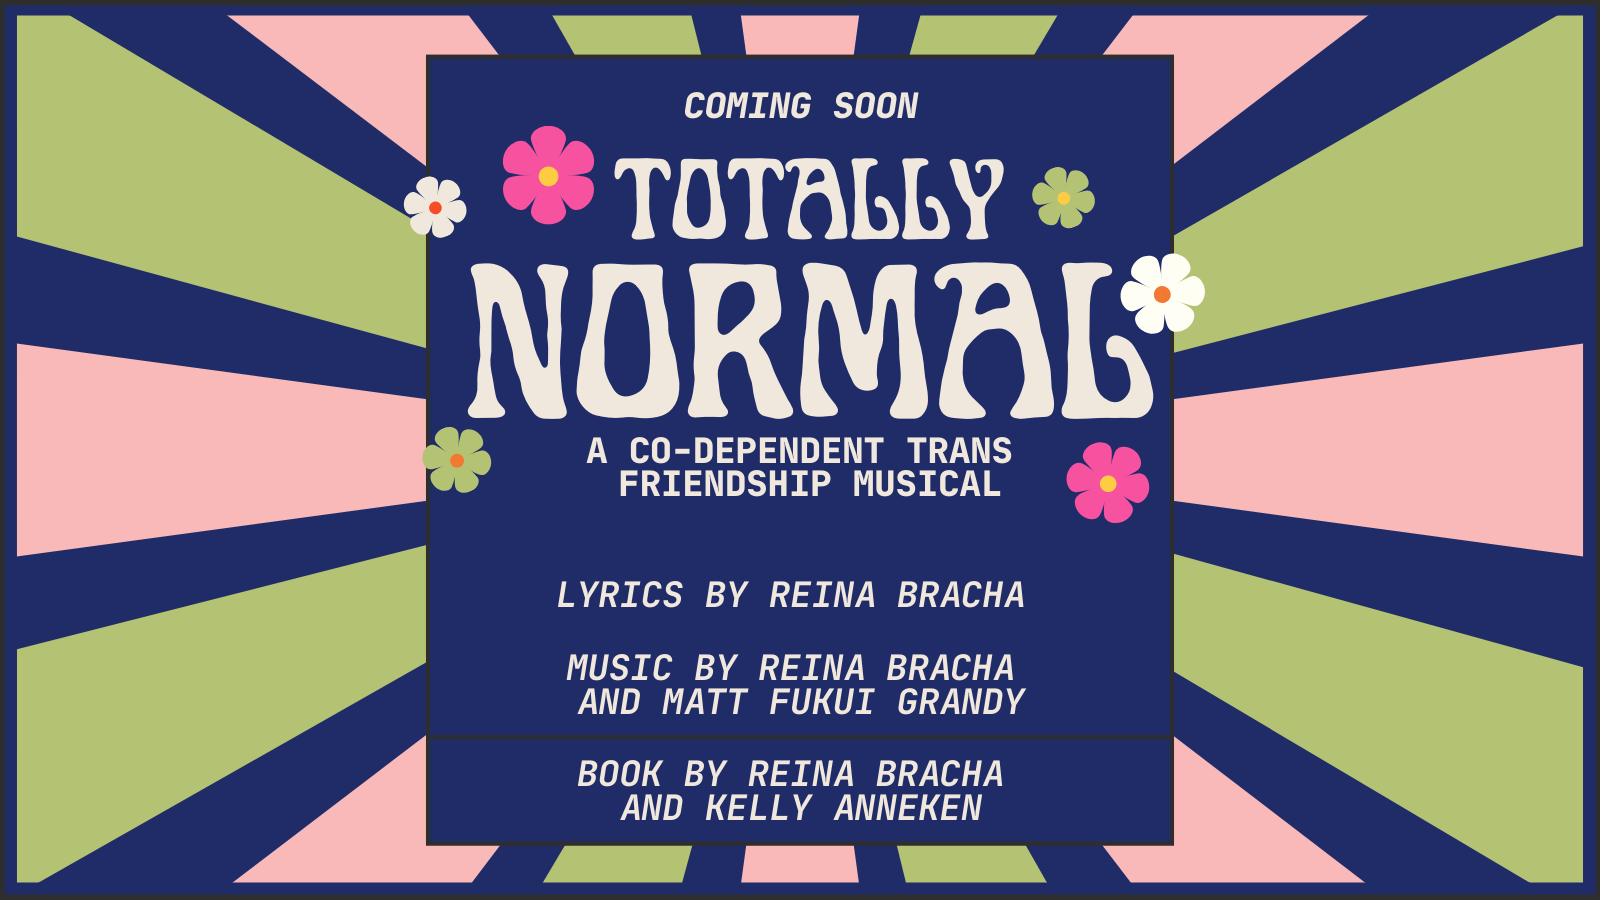 COMING SOON
TOTALLY
NORMAL
A CO-DEPENDENT TRANS
FRIENDSHIP MUSICAL
LYRICS BY REINA BRACHA
MUSIC BY REINA BRACHA
AND MATT FUKUI GRANDY
BOOK BY REINA BRACHA
AND KELLY ANNEKEN